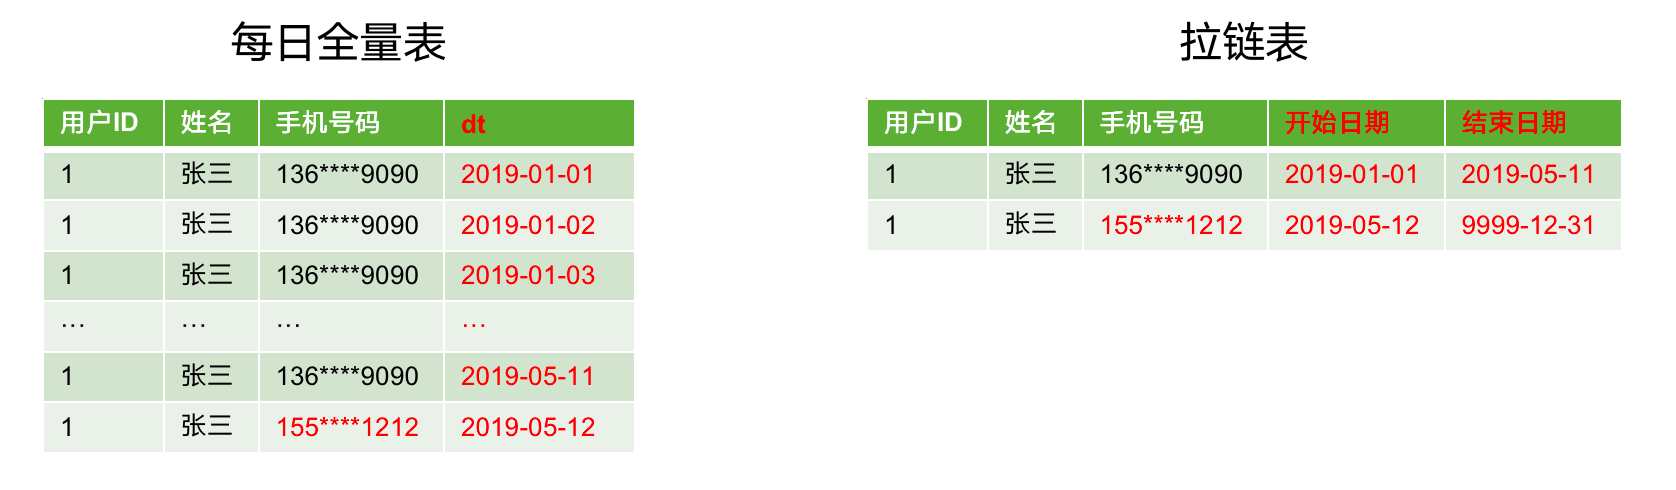 每日全量表
用户ID 姓名 手机号码 dt
1 张三 136****9090 2019-01-01
1 张三 136****9090 2019-01-02
1 张三 136****9090 2019-01-03
… … … …
1 张三 136****9090 2019-05-11
1 张三 155****1212 2019-05-12
拉链表
用户ID 姓名 手机号码 开始日期 结束日期
1 张三 136****9090 2019-01-01 2019-05-11
1 张三 155****1212 2019-05-12 9999-12-31